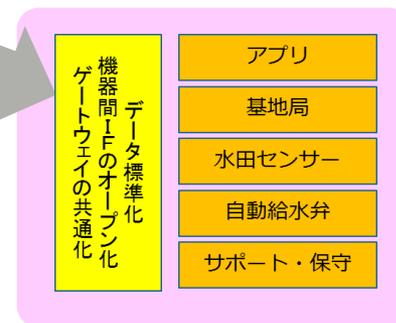 データ標準化
機器間IFのオープン化
ゲートウェイの共通化
アプリ
基地局
水田センサー
自動給水弁
サポート・保守